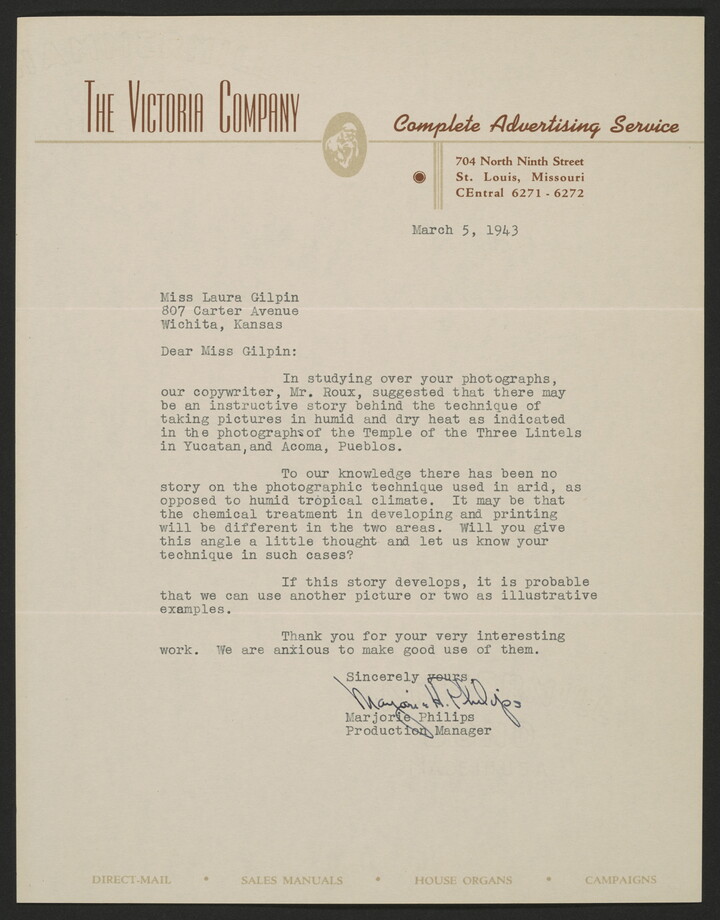 THE VICTORIA COMPANY
Complete Advertising Service
704 North Ninth Street
St. Louis, Missouri
CEntral 6271 - 6272
March 5, 1943
Miss Laura Gilpin
807 Carter Avenue
Wichita, Kansas
Dear Miss Gilpin:
In studying over your photographs,
our copywriter, Mr. Roux, suggested that there may
be an instructive story behind the technique of
taking pictures in humid and dry heat as indicated
in the photographs of the Temple of the Three Lintels
in Yucatan, and Acoma, Pueblos.
To our knowledge there has been no
story on the photographic technique used in arid, as
opposed to humid tropical climate. It may be that
the chemical treatment in developing and printing
will be different in the two areas. Will you give
this angle a little thought and let us know your
technique in such cases?
If this story develops, it is probable
that we can use another picture or two as illustrative
examples.
Thank you for your very interesting
work. We are anxious to make good use of them.
Sincerely yours,
Marjorie H. Philips
Marjorie Philips
Production Manager
DIRECT-MAIL • SALES MANUALS • HOUSE ORGANS • CAMPAIGNS